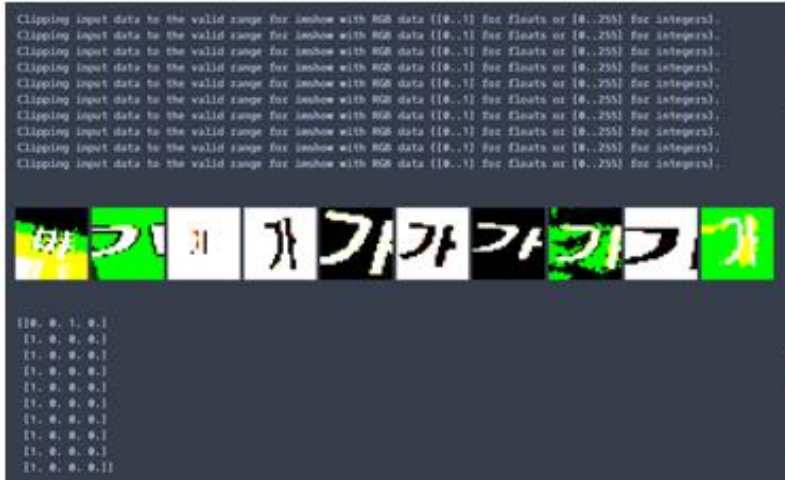 Clipping input data to the valid range for imshow with RGB data ([0..1] for floats or [0..255] for integers).
Clipping input data to the valid range for imshow with RGB data ([0..1] for floats or [0..255] for integers).
Clipping input data to the valid range for imshow with RGB data ([0..1] for floats or [0..255] for integers).
Clipping input data to the valid range for imshow with RGB data ([0..1] for floats or [0..255] for integers).
Clipping input data to the valid range for imshow with RGB data ([0..1] for floats or [0..255] for integers).
Clipping input data to the valid range for imshow with RGB data ([0..1] for floats or [0..255] for integers).
Clipping input data to the valid range for imshow with RGB data ([0..1] for floats or [0..255] for integers).
Clipping input data to the valid range for imshow with RGB data ([0..1] for floats or [0..255] for integers).
Clipping input data to the valid range for imshow with RGB data ([0..1] for floats or [0..255] for integers).
Clipping input data to the valid range for imshow with RGB data ([0..1] for floats or [0..255] for integers).
가 가 가 가 가 가
[[0. 0. 1. 0.]
[1. 0. 0. 0.]
[1. 0. 0. 0.]
[1. 0. 0. 0.]
[1. 0. 0. 0.]
[1. 0. 0. 0.]
[1. 0. 0. 0.]
[1. 0. 0. 0.]
[1. 0. 0. 0.]
[1. 0. 0. 0.]]